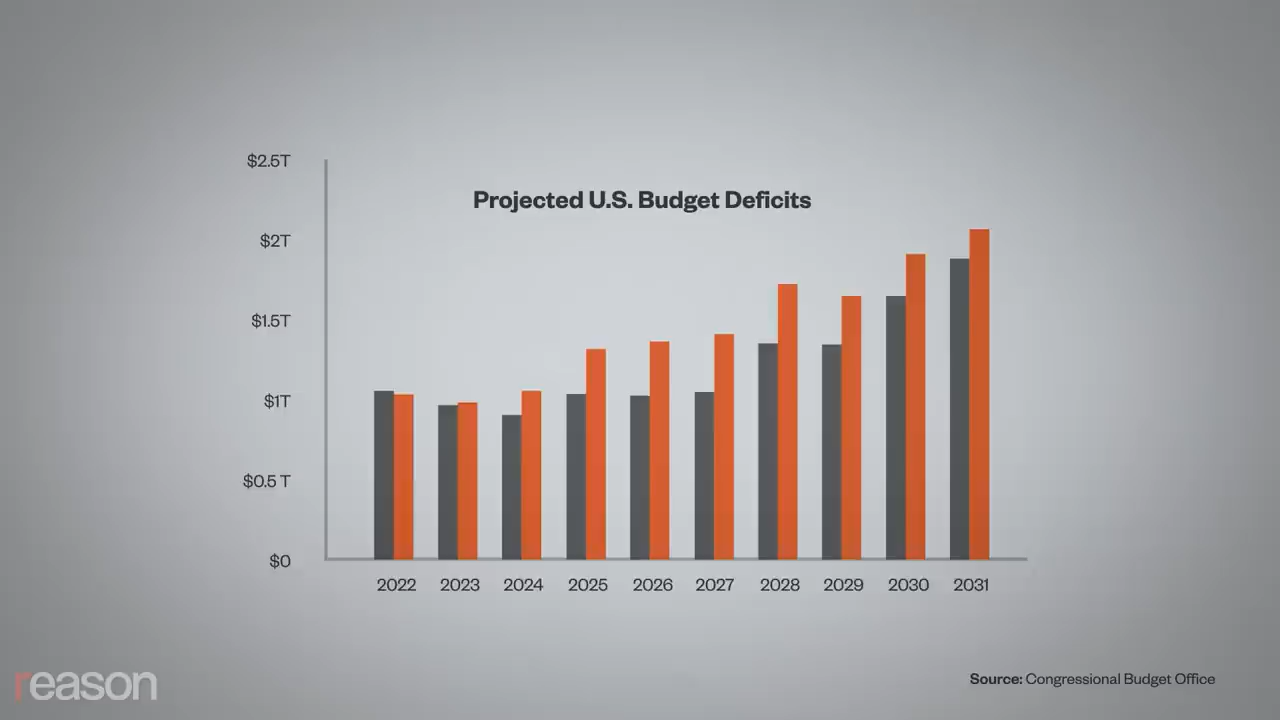 $2.5T
Projected U.S. Budget Deficits
$2T
$1.5T
$1T
$0.5 T
$0
2022 2023 2024 2025 2026 2027 2028 2029 2030 2031
reason
Source: Congressional Budget Office